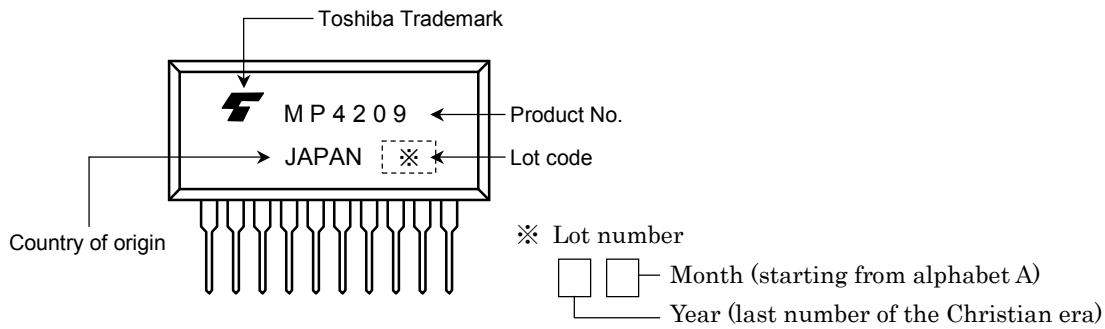 Toshiba Trademark
MP4209
Product No.
JAPAN ※
Lot code
Country of origin
※ Lot number
Month (starting from alphabet A)
Year (last number of the Christian era)